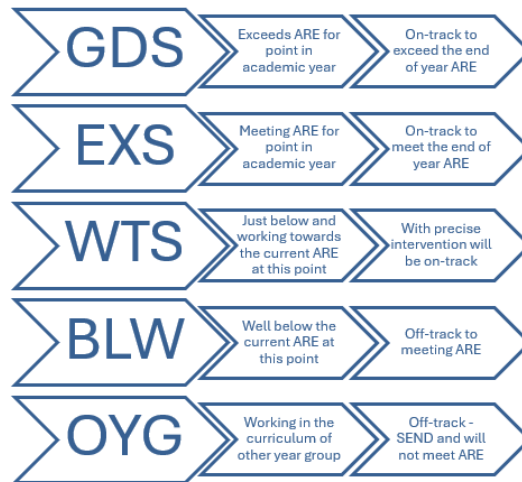 GDS
Exceeds ARE for
point in
academic year
On-track to
exceed the end
of year ARE
EXS
Meeting ARE for
point in
academic year
On-track to
meet the end of
year ARE
WTS
Just below and
working towards
the current ARE
at this point
With precise
intervention will
be on-track
BLW
Well below the
current ARE at
this point
Off-track to
meeting ARE
OYG
Working in the
curriculum of
other year group
Off-track -
SEND and will
not meet ARE